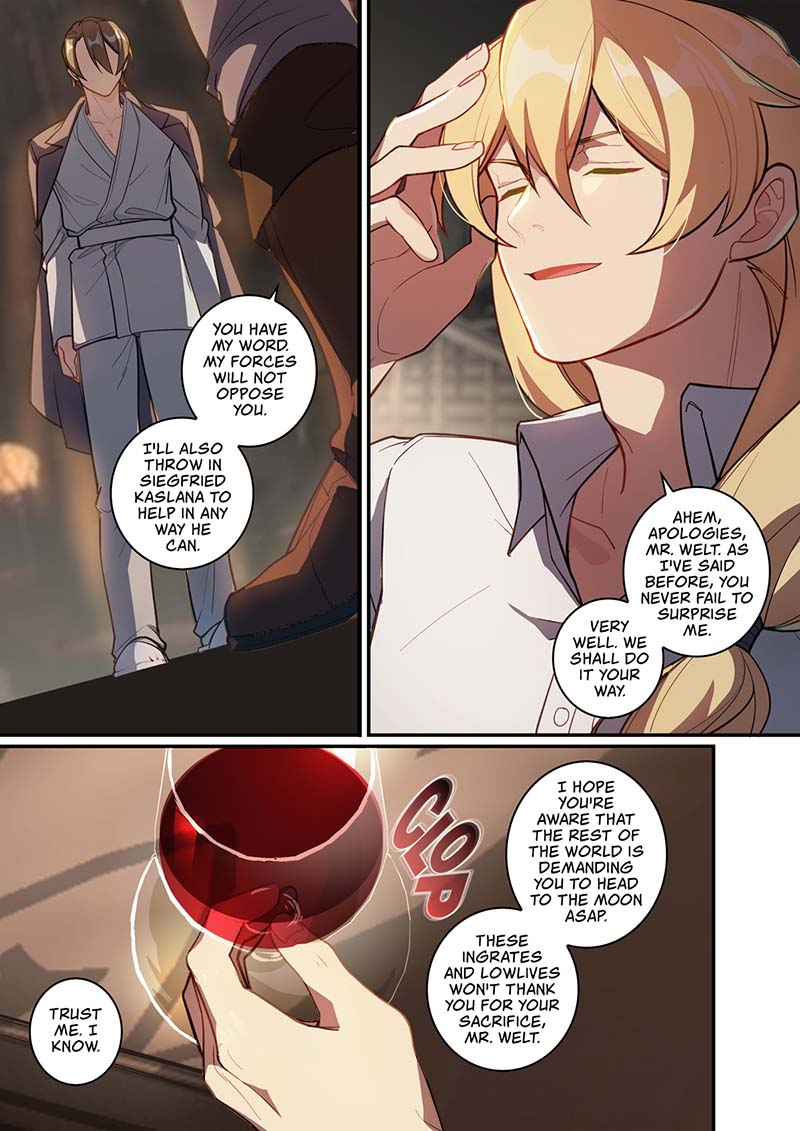 AHEM,
APOLOGIES,
MR. WELT. AS
I'VE SAID
BEFORE, YOU
NEVER FAIL TO
SURPRISE
ME.
VERY
WELL. WE
SHALL DO
IT YOUR
WAY.
YOU HAVE
MY WORD.
MY FORCES
WILL NOT
OPPOSE
YOU.
I'LL ALSO
THROW IN
SIEGFRIED
KASLANA TO
HELP IN ANY
WAY HE
CAN.
I HOPE
YOU'RE
AWARE THAT
THE REST OF
THE WORLD IS
DEMANDING
YOU TO HEAD
TO THE MOON
ASAP.
CLOP
THESE
INGRATES
AND LOWLIVES
WON'T THANK
YOU FOR YOUR
SACRIFICE,
MR. WELT.
TRUST
ME. I
KNOW.